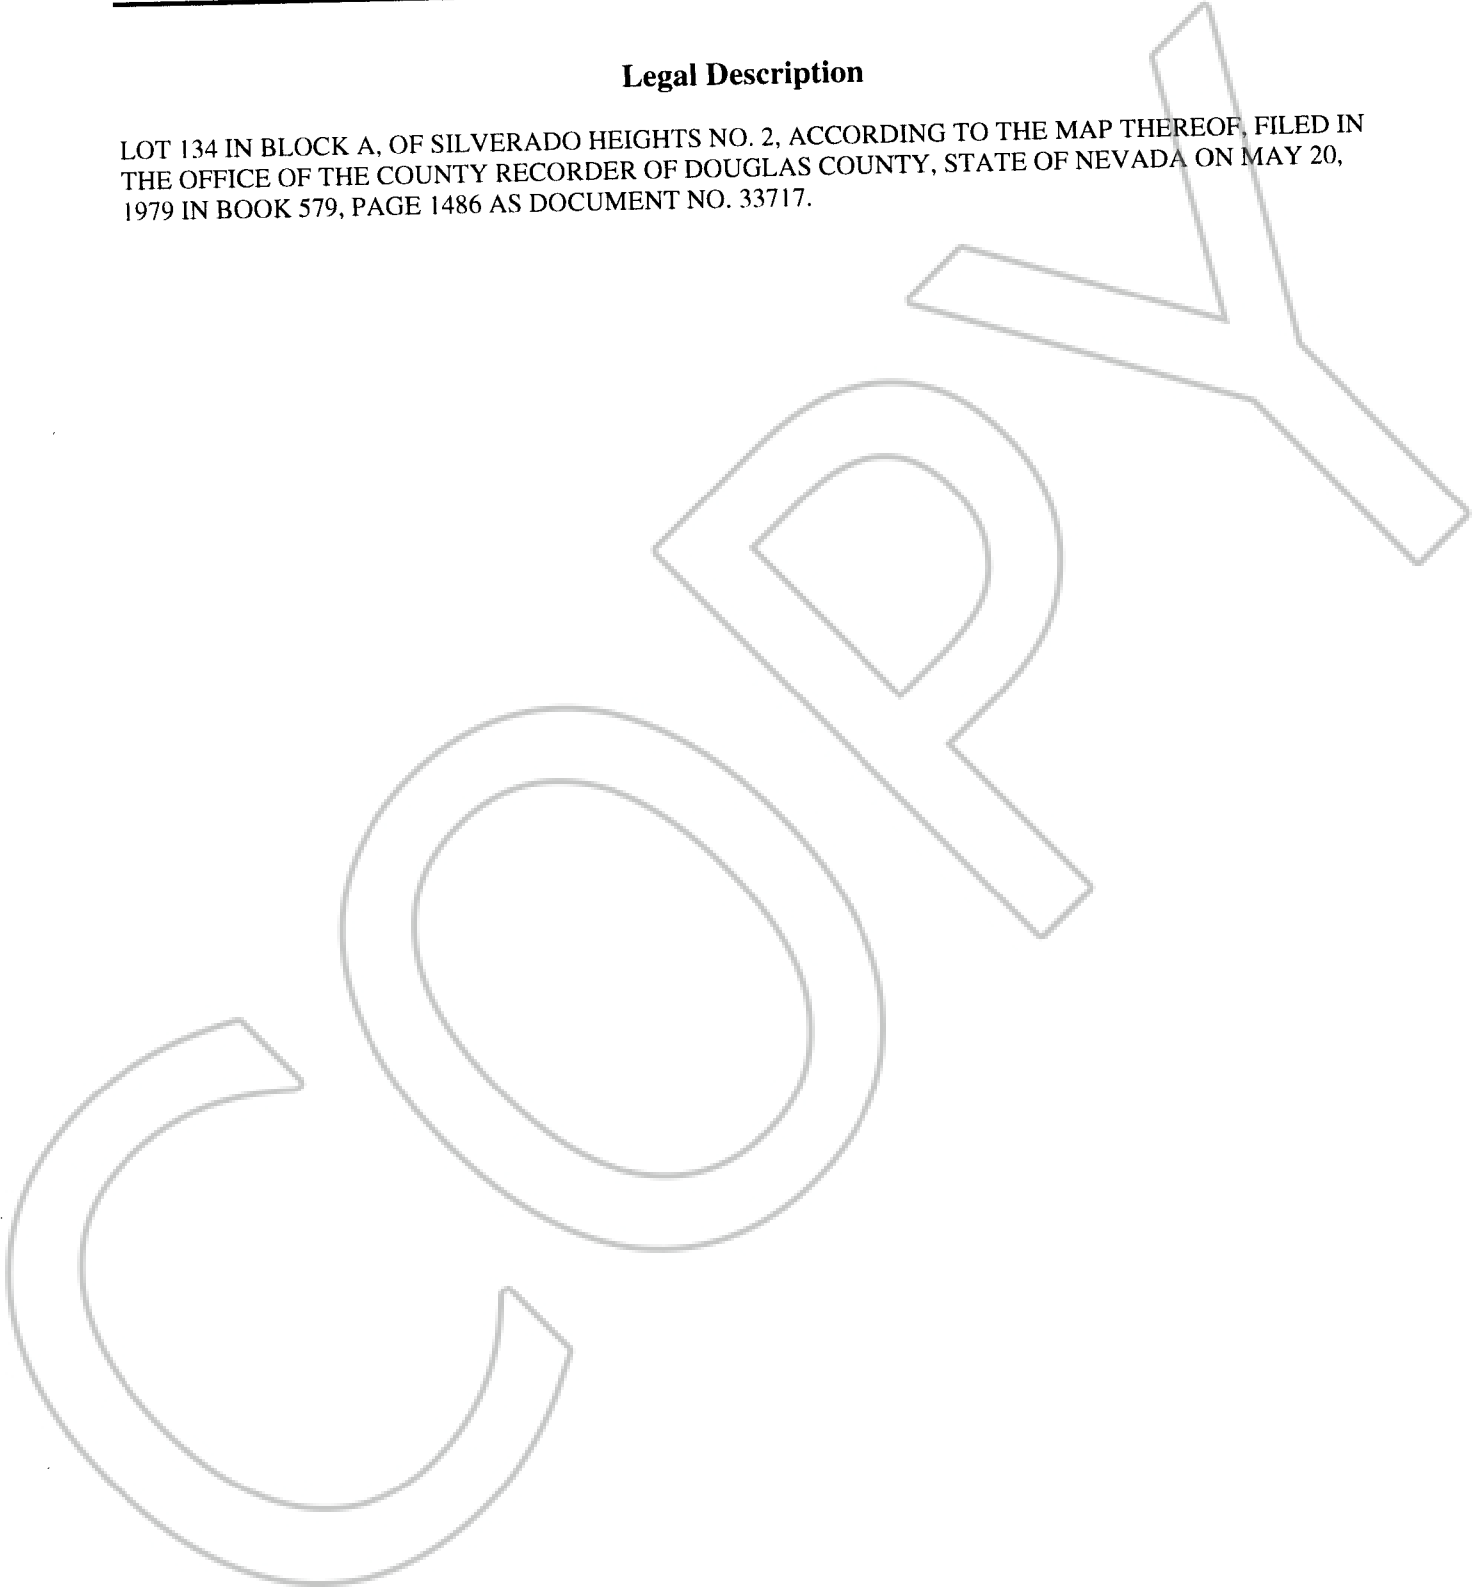 Legal Description
LOT 134 IN BLOCK A, OF SILVERADO HEIGHTS NO. 2, ACCORDING TO THE MAP THEREOF, FILED IN
THE OFFICE OF THE COUNTY RECORDER OF DOUGLAS COUNTY, STATE OF NEVADA ON MAY 20,
1979 IN BOOK 579, PAGE 1486 AS DOCUMENT NO. 33717.
COPY